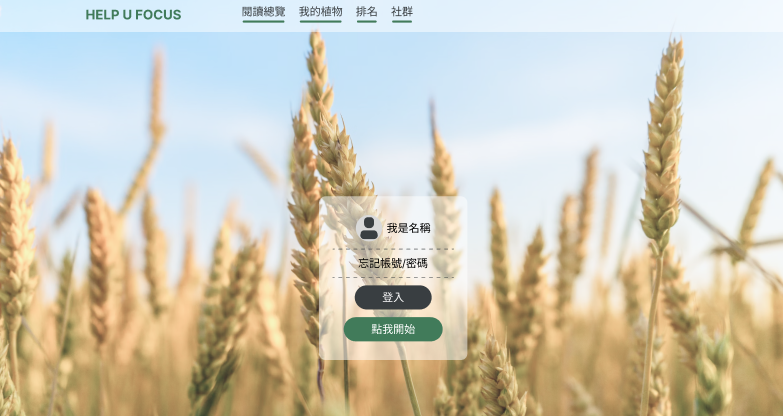 HELP U FOCUS
閱讀總覽 我的植物 排名 社群
我是名稱
忘記帳號/密碼
登入
點我開始